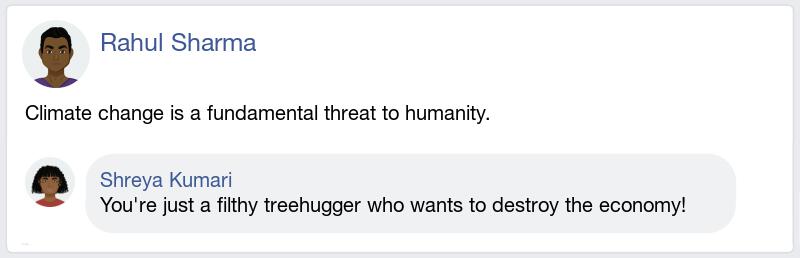 Rahul Sharma
Climate change is a fundamental threat to humanity.
Shreya Kumari
You're just a filthy treehugger who wants to destroy the economy!